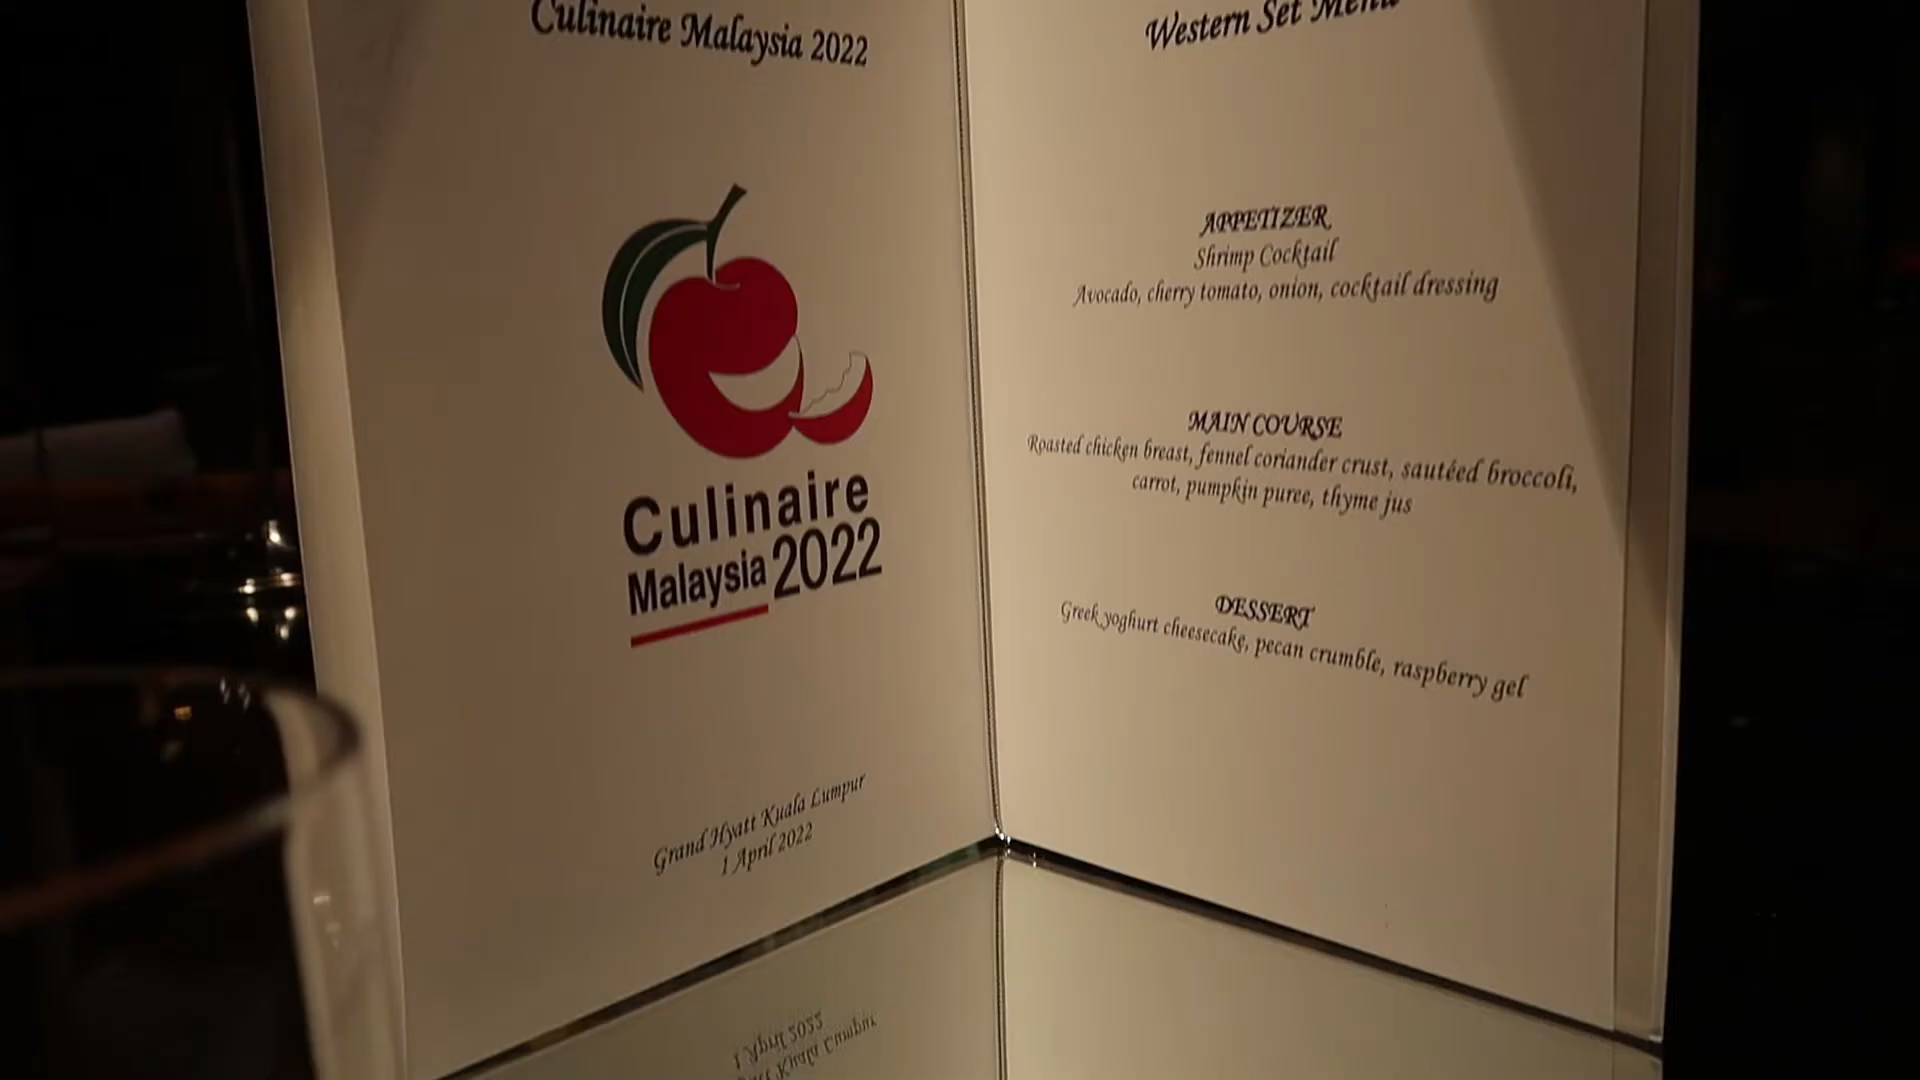 Culinaire Malaysia 2022
Culinaire
Malaysia 2022
Grand Hyatt Kuala Lumpur
1 April 2022
Western Set Menu
APPETIZER
Shrimp Cocktail
Avocado, cherry tomato, onion, cocktail dressing
MAIN COURSE
Roasted chicken breast, fennel coriander crust, sautéed broccoli,
carrot, pumpkin puree, thyme jus
DESSERT
Greek yoghurt cheesecake, pecan crumble, raspberry gel